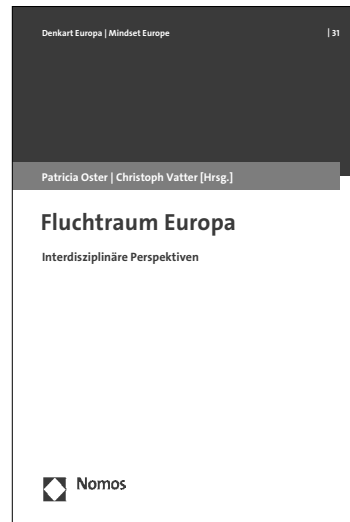 Denkart Europa | Mindset Europe | 31
Patricia Oster | Christoph Vatter [Hrsg.]
Fluchtraum Europa
Interdisziplinäre Perspektiven
Nomos